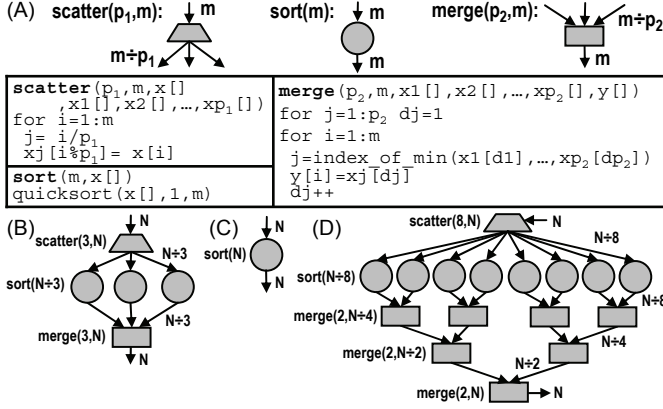 (A) scatter(p₁,m): m sort(m): m merge(p₂,m): m÷p₂
m÷p₁ m m
scatter(p₁,m,x[]
,x1[],x2[],…,xp₁[])
for i=1:m
j= i/p₁
xj[i%p₁]= x[i]
sort(m,x[])
quicksort(x[],1,m)
merge(p₂,m,x1[],x2[],…,xp₂[],y[])
for j=1:p₂ dj=1
for i=1:m
j=index_of_min(x1[d1],…,xp₂[dp₂])
y[i]=xj[dj]
dj++
(B) N
scatter(3,N)
N÷3
sort(N÷3)
N÷3
merge(3,N)
N
(C) N
sort(N)
N
(D) scatter(8,N) N
N÷8
sort(N÷8)
N÷8
merge(2,N÷4)
N÷4
merge(2,N÷2)
N÷2
merge(2,N) N